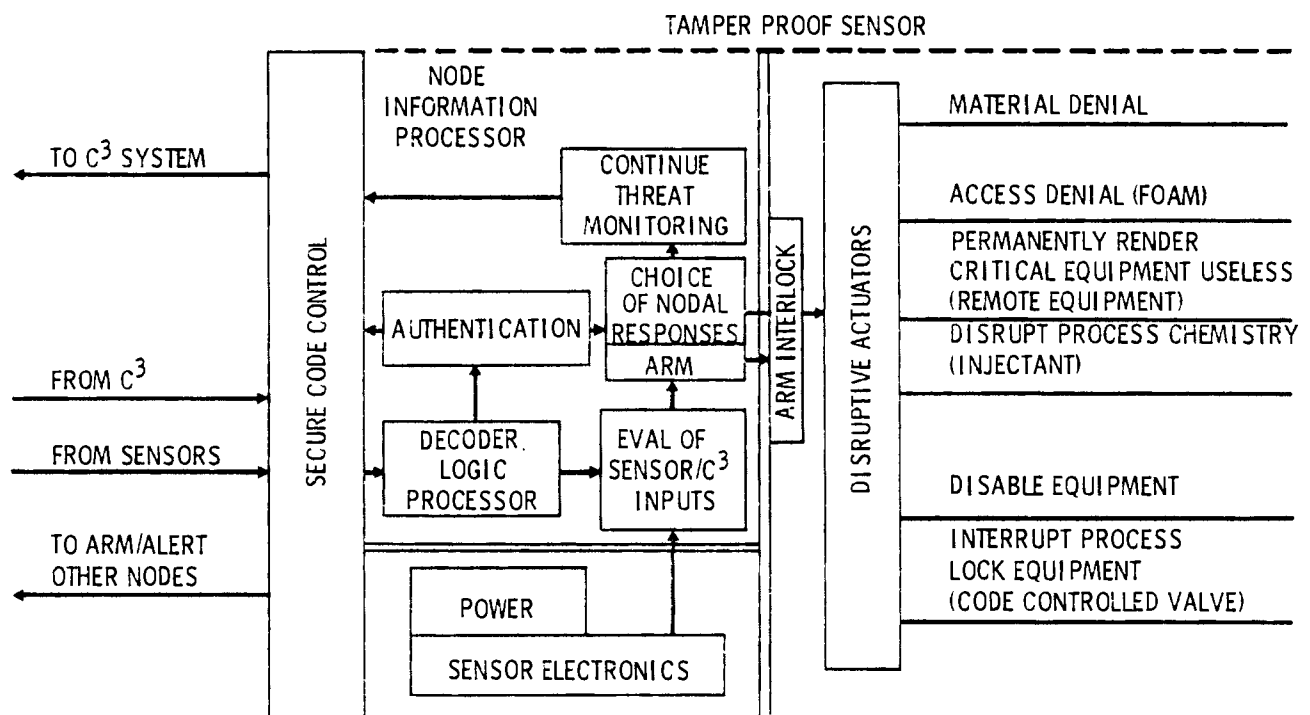 TAMPER PROOF SENSOR
NODE
INFORMATION
PROCESSOR
TO C³ SYSTEM
FROM C³
FROM SENSORS
TO ARM/ALERT
OTHER NODES
SECURE CODE CONTROL
CONTINUE
THREAT
MONITORING
AUTHENTICATION
CHOICE
OF NODAL
RESPONSES
ARM
DECODER,
LOGIC
PROCESSOR
EVAL OF
SENSOR/C³
INPUTS
POWER
SENSOR ELECTRONICS
ARM INTERLOCK
DISRUPTIVE ACTUATORS
MATERIAL DENIAL
ACCESS DENIAL (FOAM)
PERMANENTLY RENDER
CRITICAL EQUIPMENT USELESS
(REMOTE EQUIPMENT)
DISRUPT PROCESS CHEMISTRY
(INJECTANT)
DISABLE EQUIPMENT
INTERRUPT PROCESS
LOCK EQUIPMENT
(CODE CONTROLLED VALVE)